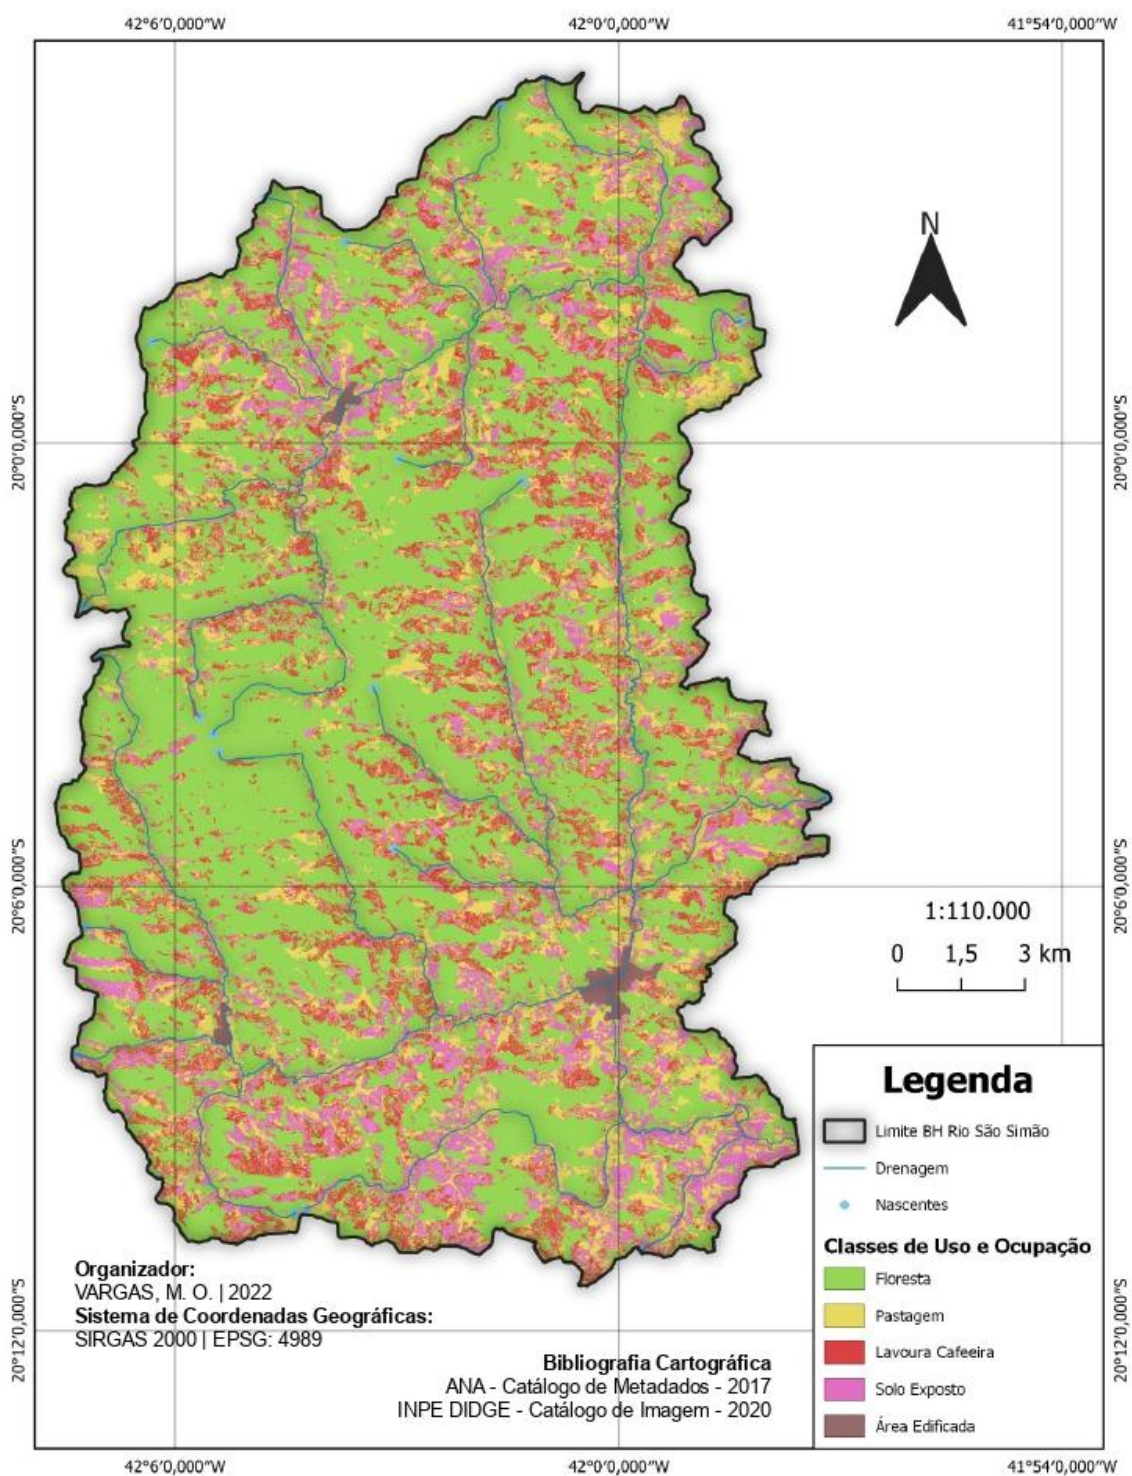 42°6'0,000"W
42°0'0,000"W
41°54'0,000"W
N
20°0'0,000"S
20°0'0,000"S
20°6'0,000"S
20°6'0,000"S
1:110.000
0 1,5 3 km
Legenda
Limite BH Rio São Simão
Drenagem
Nascentes
Classes de Uso e Ocupação
Floresta
Pastagem
Lavoura Cafeeira
Solo Exposto
Área Edificada
Organizador:
VARGAS, M. O. | 2022
Sistema de Coordenadas Geográficas:
SIRGAS 2000 | EPSG: 4989
Bibliografia Cartográfica
ANA - Catálogo de Metadados - 2017
INPE DIDGE - Catálogo de Imagem - 2020
20°12'0,000"S
20°12'0,000"S
42°6'0,000"W
42°0'0,000"W
41°54'0,000"W